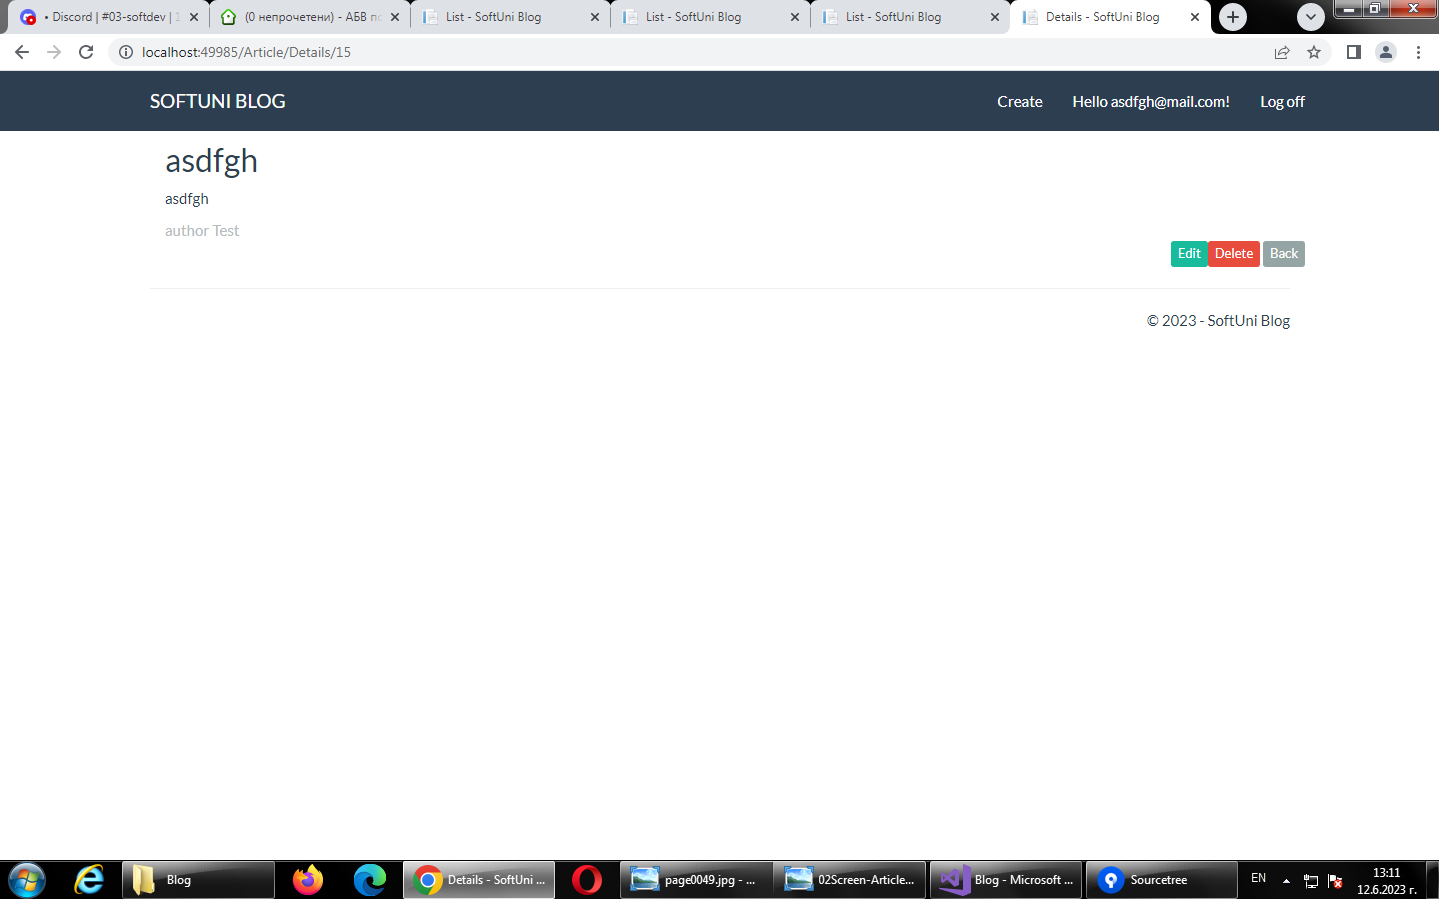 • Discord | #03-softdev | 1
(0 непрочетени) - АБВ по
List - SoftUni Blog
List - SoftUni Blog
List - SoftUni Blog
Details - SoftUni Blog
localhost:49985/Article/Details/15
SOFTUNI BLOG
Create
Hello asdfgh@mail.com!
Log off
asdfgh
asdfgh
author Test
Edit
Delete
Back
© 2023 - SoftUni Blog
Blog
Details - SoftUni ...
page0049.jpg - ...
02Screen-Article...
Blog - Microsoft ...
Sourcetree
EN
13:11
12.6.2023 г.